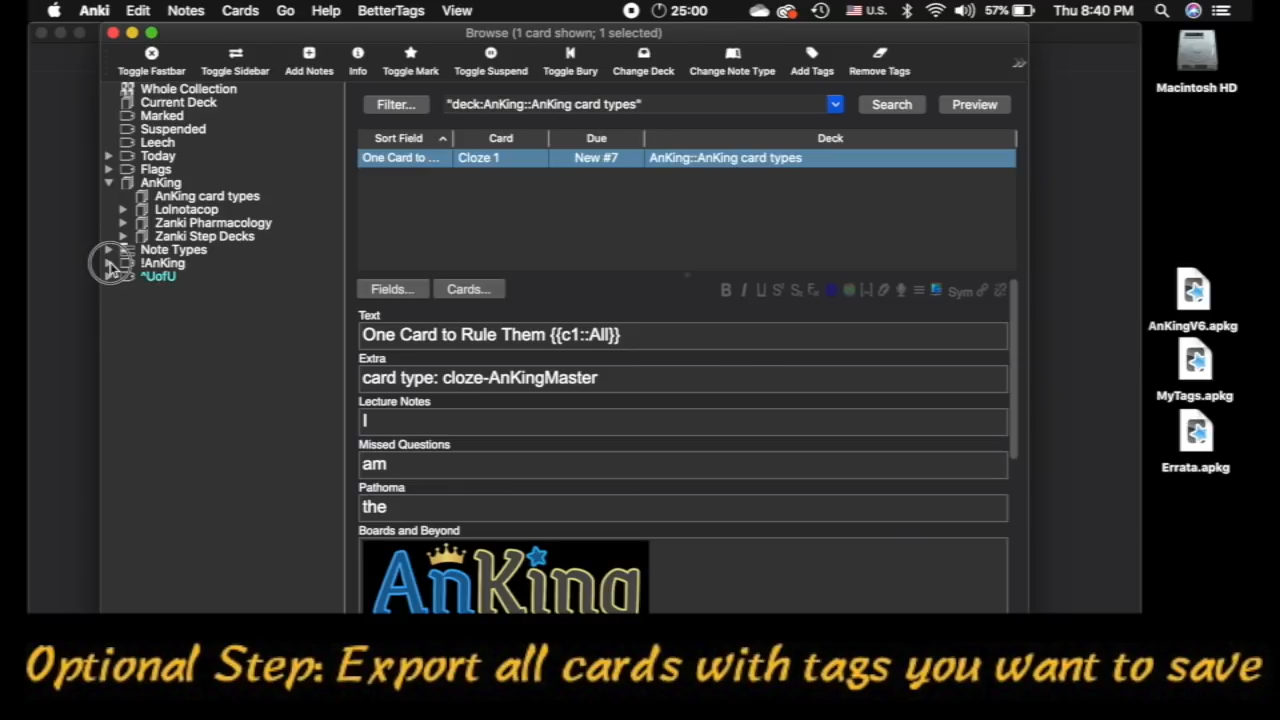 Anki Edit Notes Cards Go Help BetterTags View 25:00 U.S. 57% Thu 8:40 PM
Browse (1 card shown; 1 selected)
Toggle Fastbar Toggle Sidebar Add Notes Info Toggle Mark Toggle Suspend Toggle Bury Change Deck Change Note Type Add Tags Remove Tags
Whole Collection
Current Deck
Marked
Suspended
Leech
Today
Flags
AnKing
AnKing card types
Lolnotacop
Zanki Pharmacology
Zanki Step Decks
Note Types
!AnKing
^UofU
Filter... "deck:AnKing::AnKing card types" Search Preview
Sort Field Card Due Deck
One Card to ... Cloze 1 New #7 AnKing::AnKing card types
Fields... Cards...
Text
One Card to Rule Them {{c1::All}}
Extra
card type: cloze-AnKingMaster
Lecture Notes
I
Missed Questions
am
Pathoma
the
Boards and Beyond
AnKing
Macintosh HD
AnKingV6.apkg
MyTags.apkg
Errata.apkg
Optional Step: Export all cards with tags you want to save